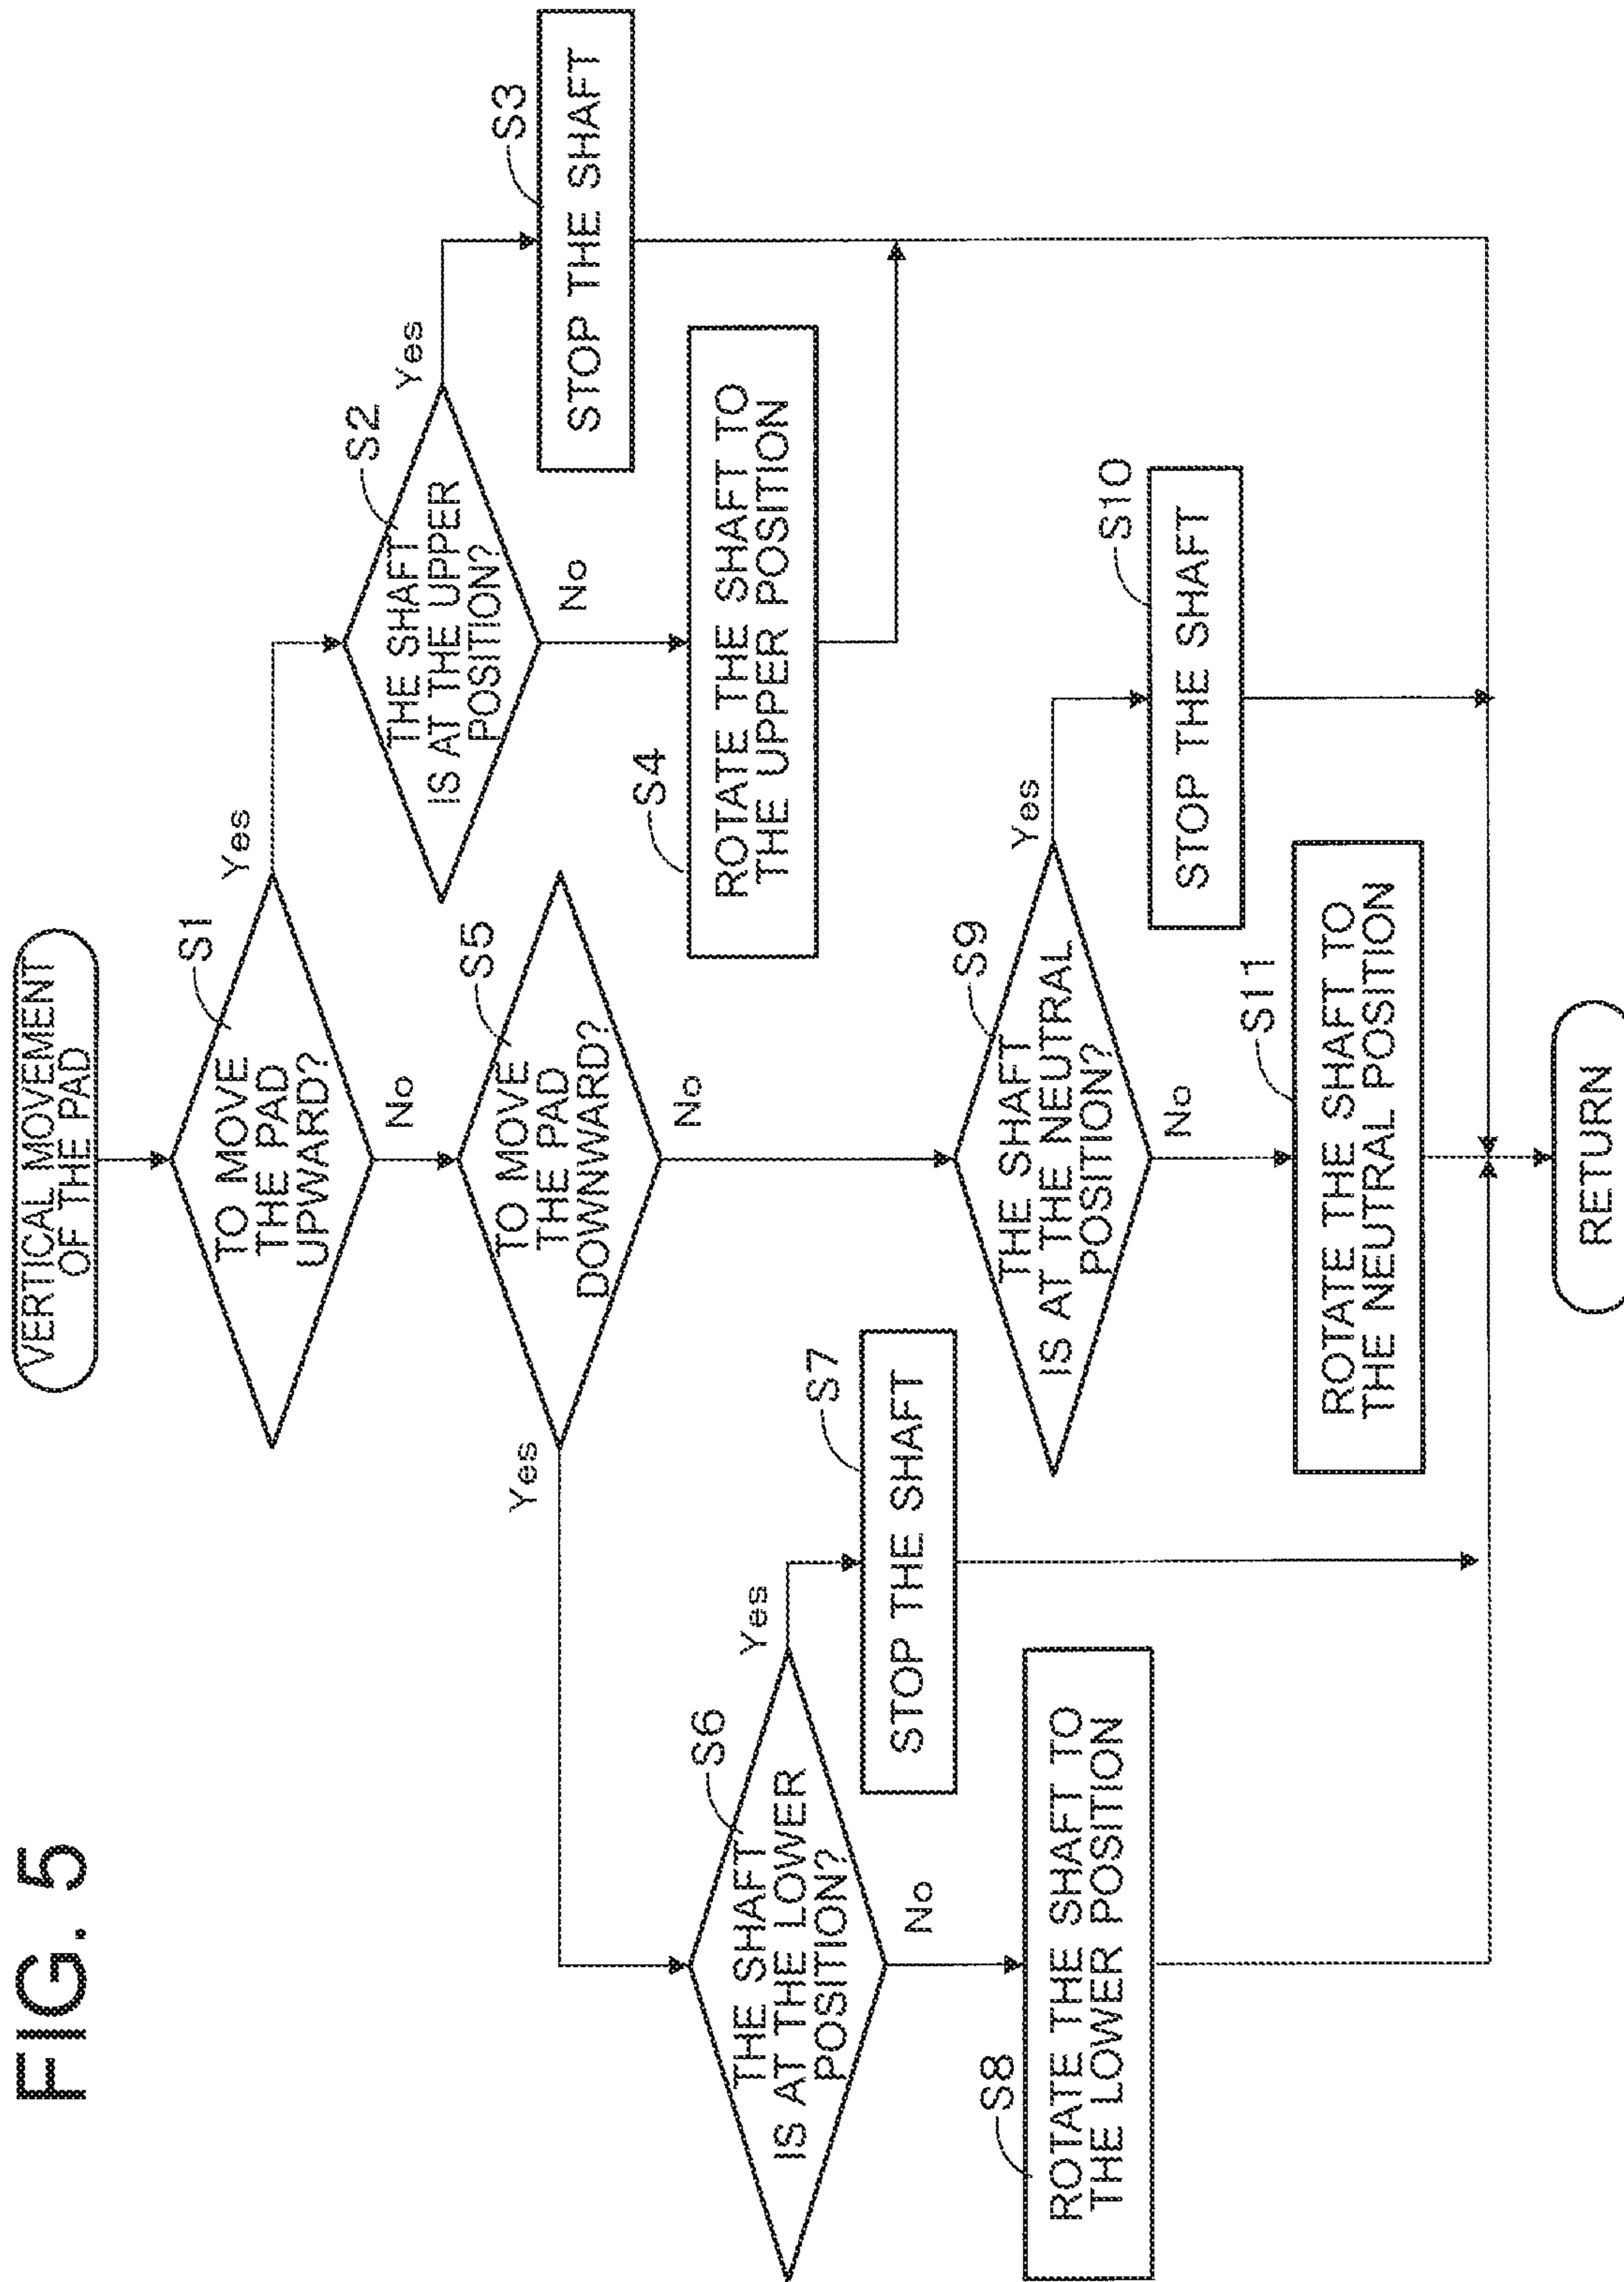 FIG. 5
VERTICAL MOVEMENT
OF THE PAD
S1
TO MOVE
THE PAD
UPWARD?
Yes
No
S2
THE SHAFT
IS AT THE UPPER
POSITION?
Yes
No
S3
STOP THE SHAFT
S4
ROTATE THE SHAFT TO
THE UPPER POSITION
S5
TO MOVE
THE PAD
DOWNWARD?
Yes
No
S6
THE SHAFT
IS AT THE LOWER
POSITION?
Yes
No
S7
STOP THE SHAFT
S8
ROTATE THE SHAFT TO
THE LOWER POSITION
S9
THE SHAFT
IS AT THE NEUTRAL
POSITION?
Yes
No
S10
STOP THE SHAFT
S11
ROTATE THE SHAFT TO
THE NEUTRAL POSITION
RETURN